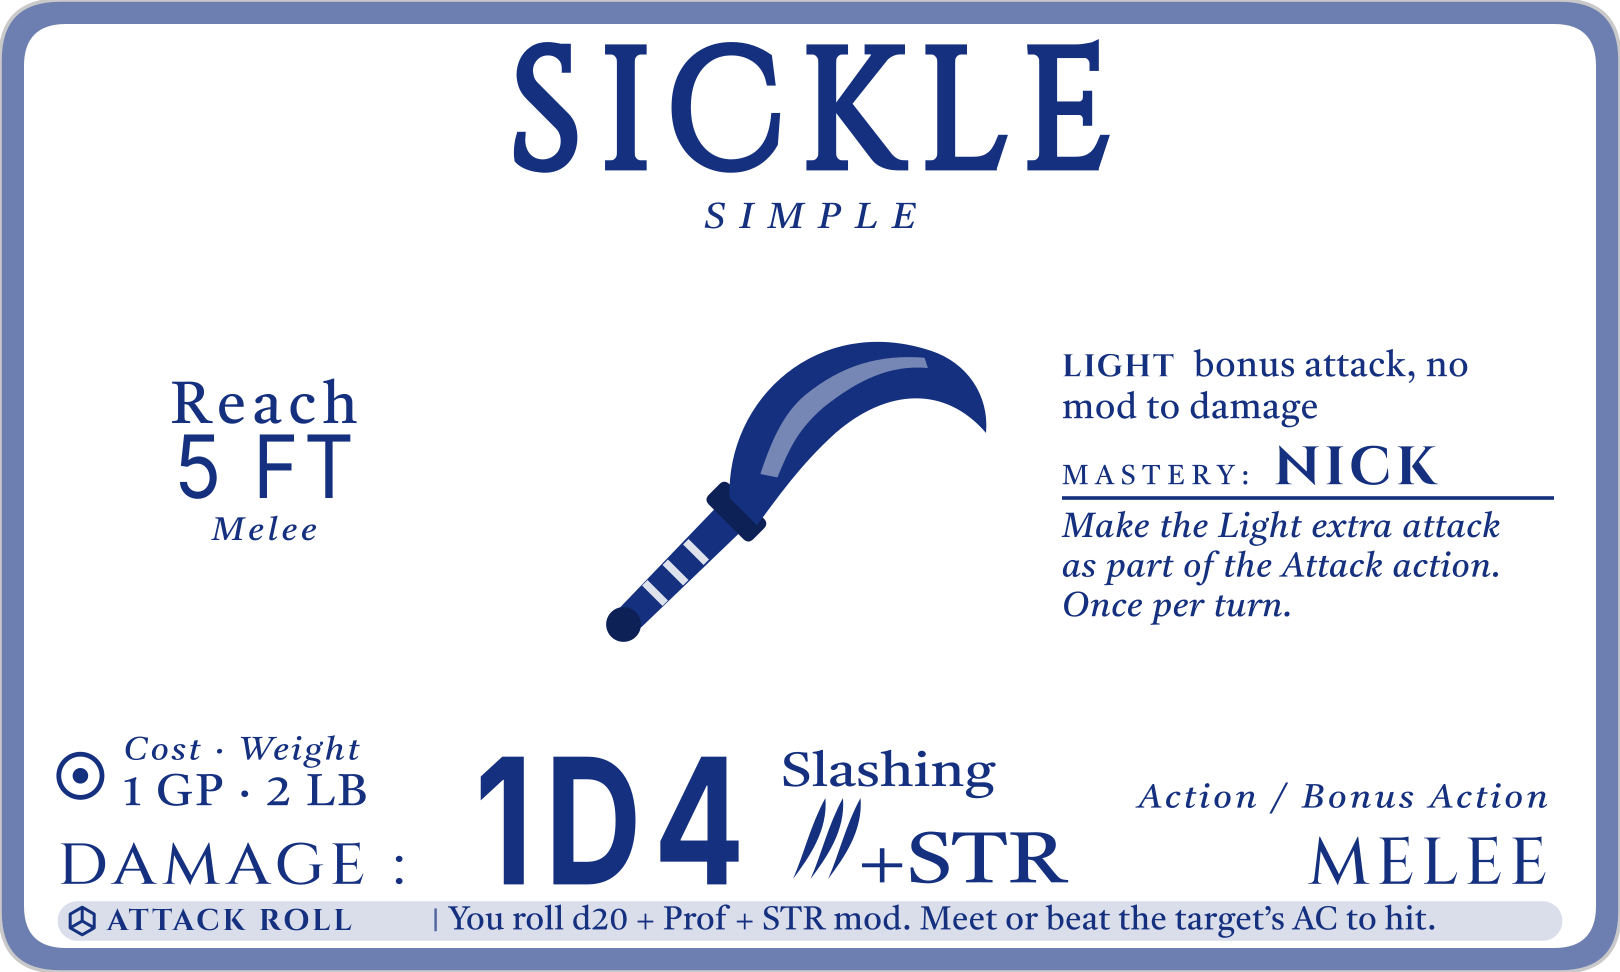 SICKLE
SIMPLE
Reach
5 FT
Melee
LIGHT bonus attack, no
mod to damage
MASTERY: NICK
Make the Light extra attack
as part of the Attack action.
Once per turn.
Cost · Weight
1 GP · 2 LB
DAMAGE :
1D4
Slashing
+STR
Action / Bonus Action
MELEE
ATTACK ROLL | You roll d20 + Prof + STR mod. Meet or beat the target’s AC to hit.